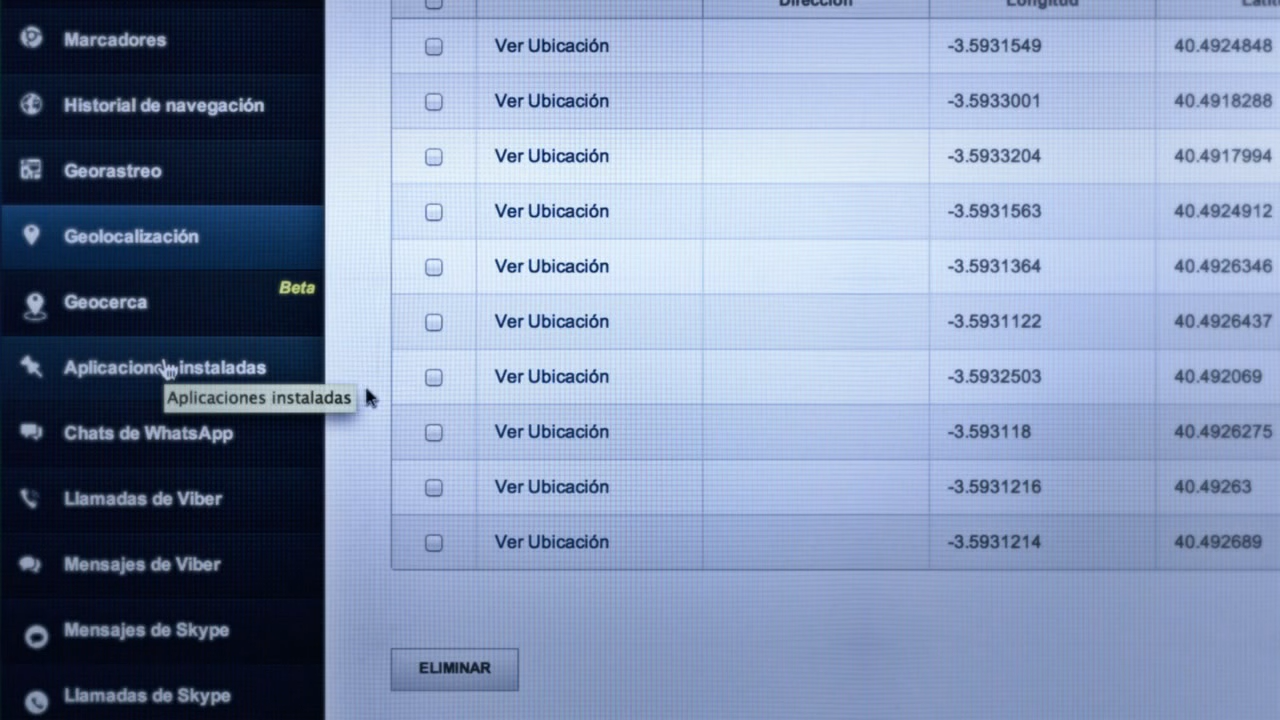 Dirección Longitud
Marcadores
Historial de navegación
Georastreo
Geolocalización
Beta
Geocerca
Aplicaciones instaladas
Aplicaciones instaladas
Chats de WhatsApp
Llamadas de Viber
Mensajes de Viber
Mensajes de Skype
Llamadas de Skype
Ver Ubicación -3.5931549 40.4924848
Ver Ubicación -3.5933001 40.4918288
Ver Ubicación -3.5933204 40.4917994
Ver Ubicación -3.5931563 40.4924912
Ver Ubicación -3.5931364 40.4926346
Ver Ubicación -3.5931122 40.4926437
Ver Ubicación -3.5932503 40.492069
Ver Ubicación -3.593118 40.4926275
Ver Ubicación -3.5931216 40.49263
Ver Ubicación -3.5931214 40.492689
ELIMINAR